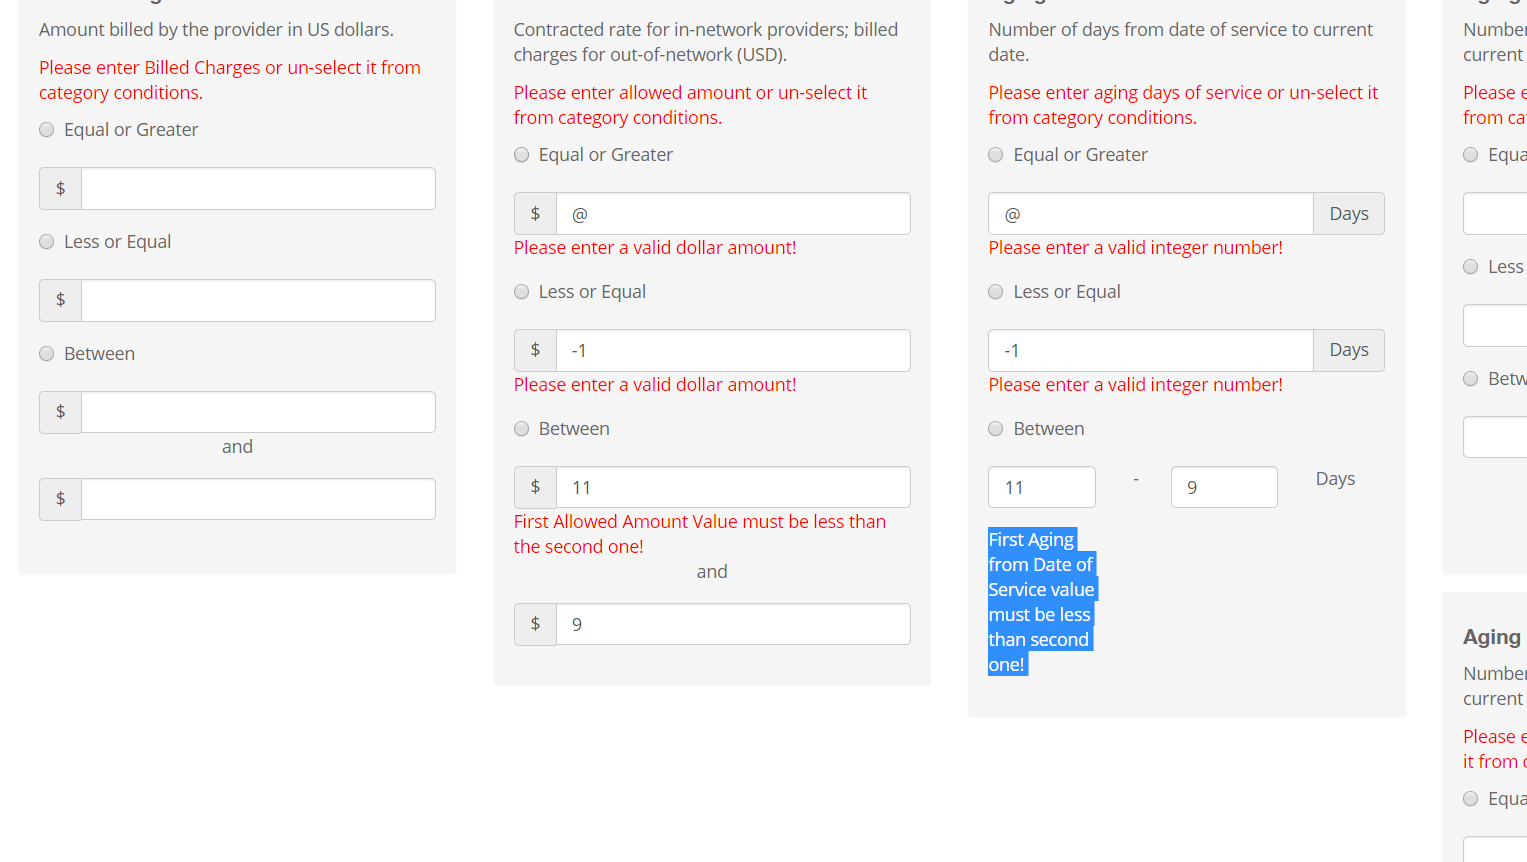 Amount billed by the provider in US dollars.
Please enter Billed Charges or un-select it from
category conditions.
Equal or Greater
$
Less or Equal
$
Between
$
and
$
Contracted rate for in-network providers; billed
charges for out-of-network (USD).
Please enter allowed amount or un-select it
from category conditions.
Equal or Greater
$ @
Please enter a valid dollar amount!
Less or Equal
$ -1
Please enter a valid dollar amount!
Between
$ 11
First Allowed Amount Value must be less than
the second one!
and
$ 9
Number of days from date of service to current
date.
Please enter aging days of service or un-select it
from category conditions.
Equal or Greater
@ Days
Please enter a valid integer number!
Less or Equal
-1 Days
Please enter a valid integer number!
Between
11 - 9 Days
First Aging
from Date of
Service value
must be less
than second
one!
Number
current
Please e
from ca
Equa
Less
Betw
Aging
Number
current
Please e
it from
Equa